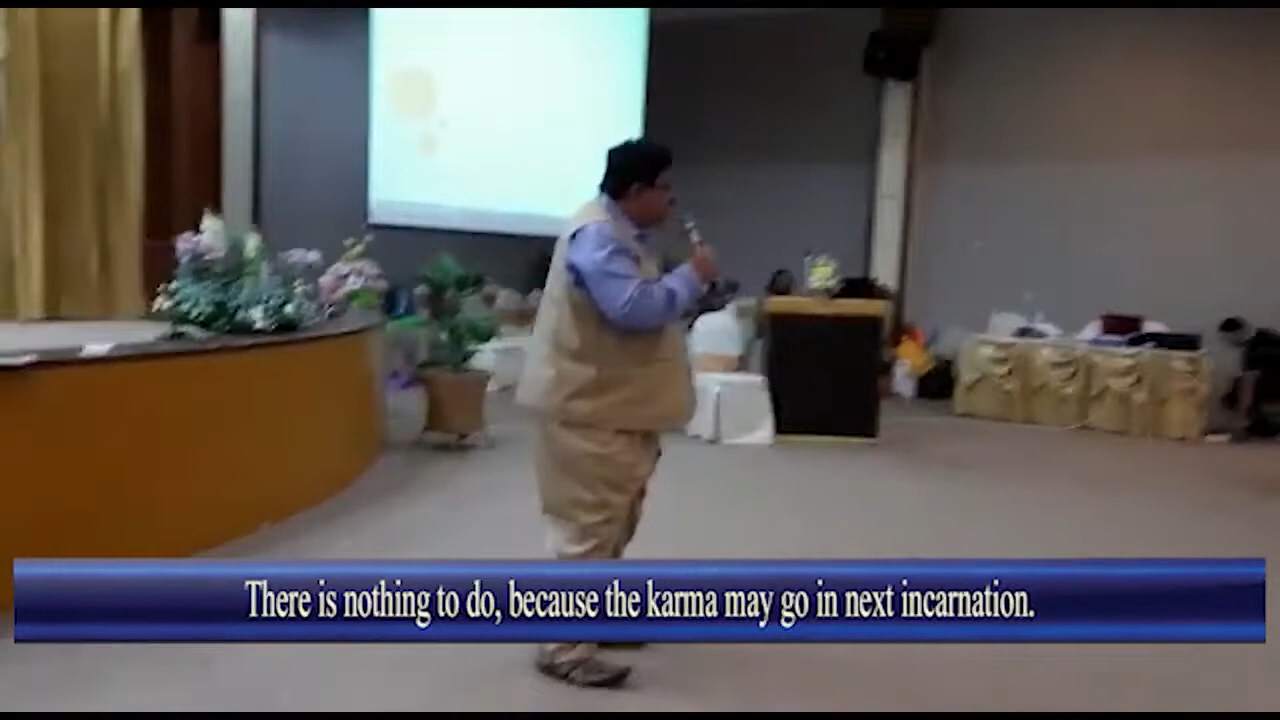 There is nothing to do, because the karma may go in next incarnation.